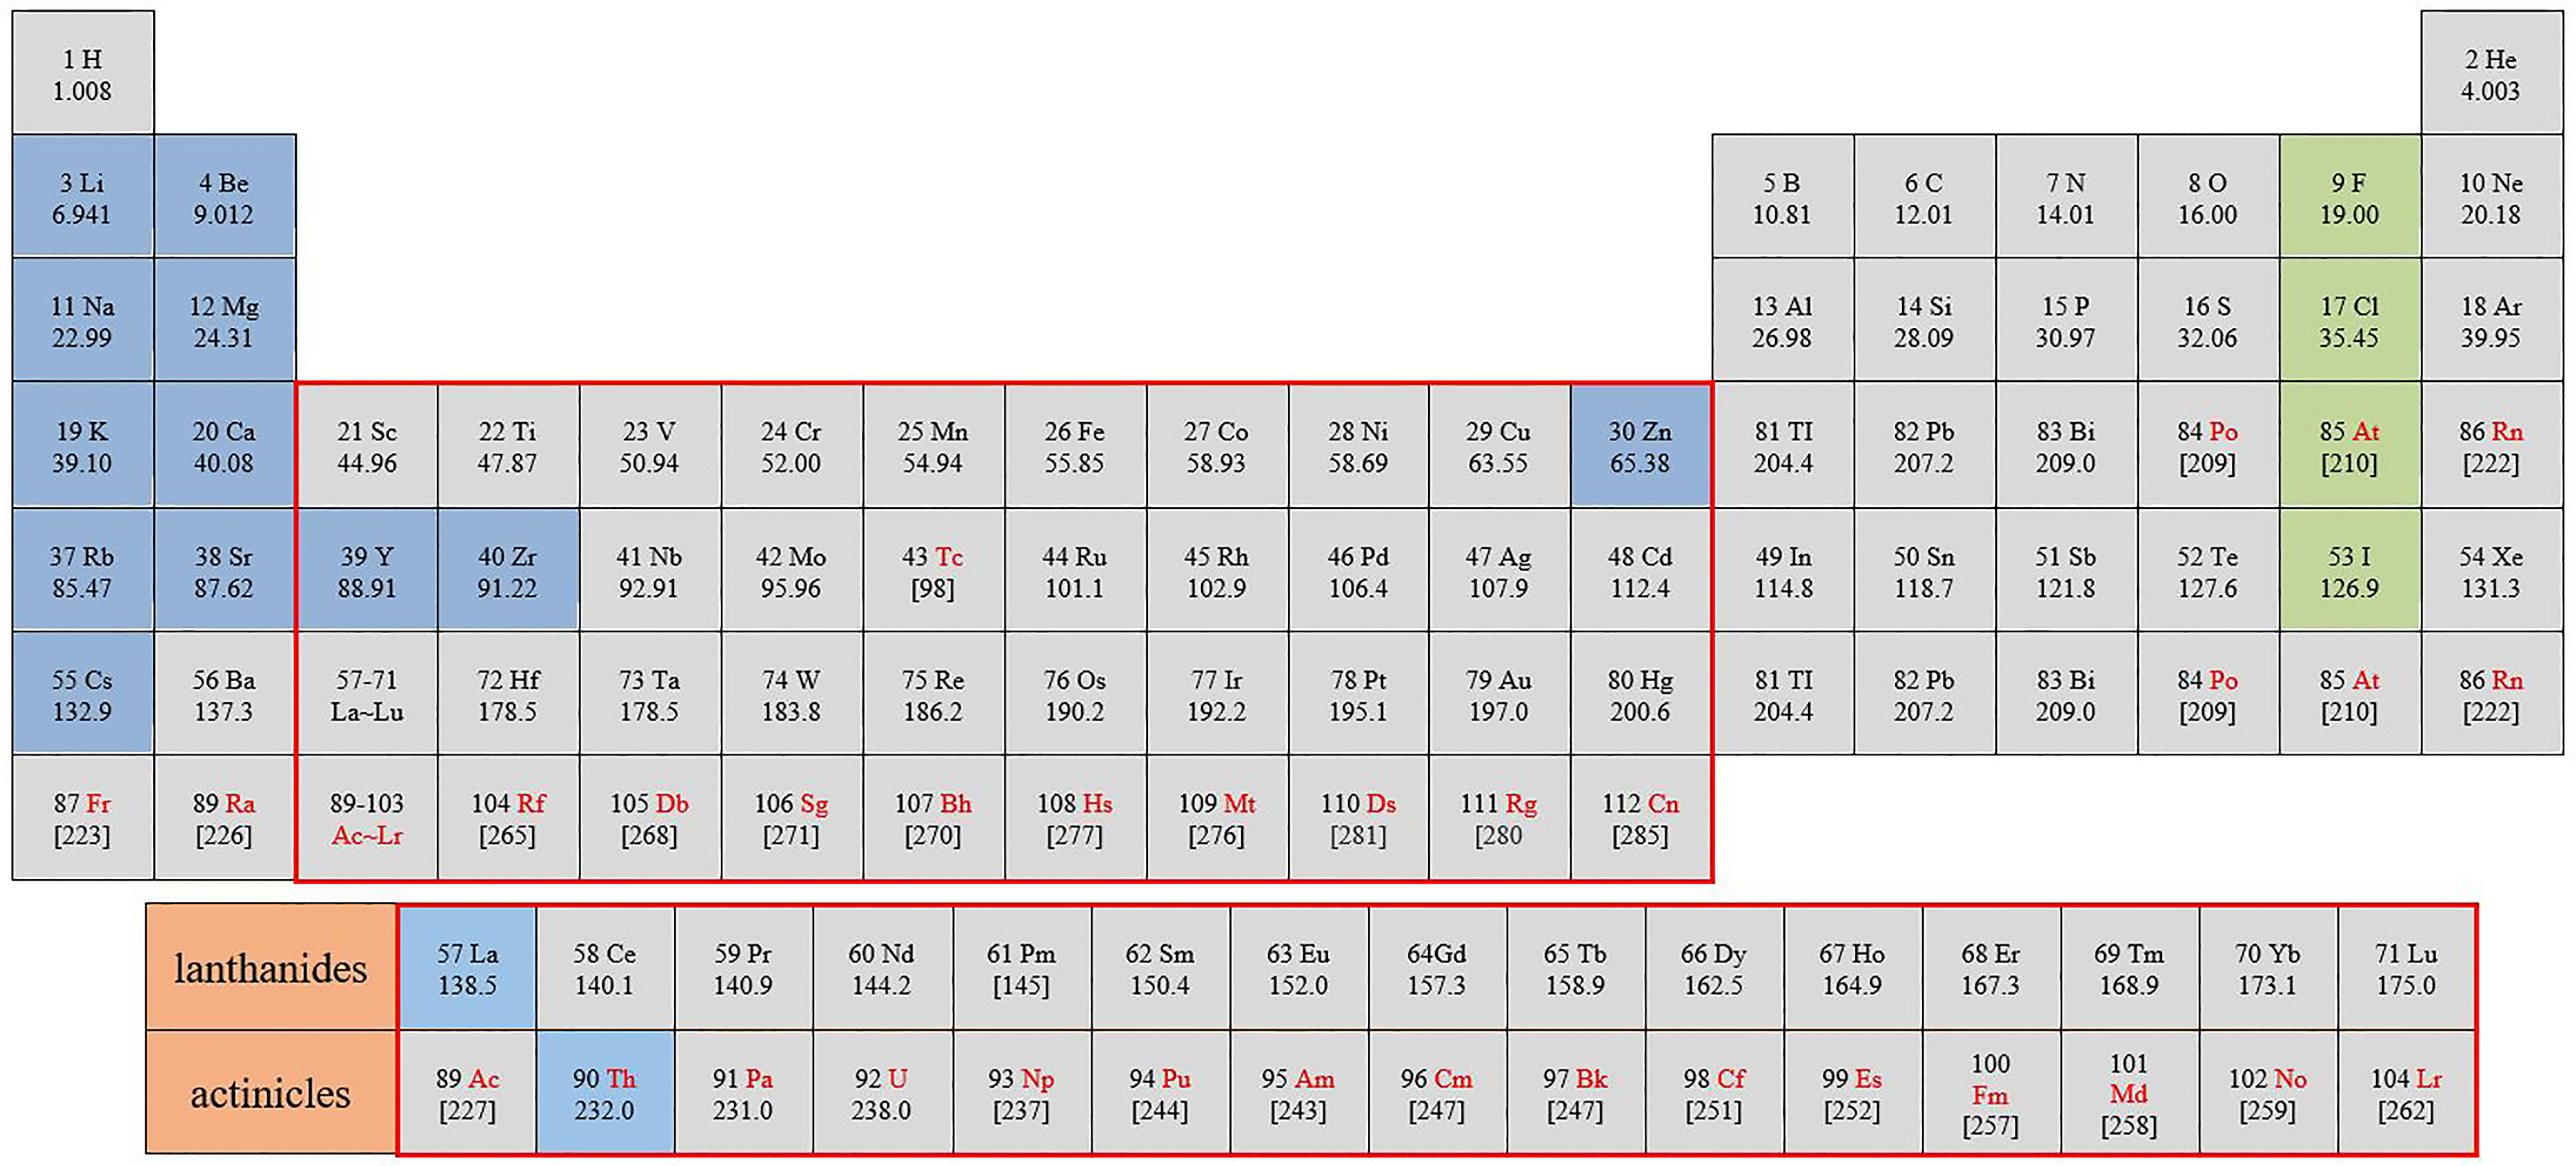 1 H
1.008
2 He
4.003
3 Li
6.941
4 Be
9.012
5 B
10.81
6 C
12.01
7 N
14.01
8 O
16.00
9 F
19.00
10 Ne
20.18
11 Na
22.99
12 Mg
24.31
13 Al
26.98
14 Si
28.09
15 P
30.97
16 S
32.06
17 Cl
35.45
18 Ar
39.95
19 K
39.10
20 Ca
40.08
21 Sc
44.96
22 Ti
47.87
23 V
50.94
24 Cr
52.00
25 Mn
54.94
26 Fe
55.85
27 Co
58.93
28 Ni
58.69
29 Cu
63.55
30 Zn
65.38
81 TI
204.4
82 Pb
207.2
83 Bi
209.0
84 Po
[209]
85 At
[210]
86 Rn
[222]
37 Rb
85.47
38 Sr
87.62
39 Y
88.91
40 Zr
91.22
41 Nb
92.91
42 Mo
95.96
43 Tc
[98]
44 Ru
101.1
45 Rh
102.9
46 Pd
106.4
47 Ag
107.9
48 Cd
112.4
49 In
114.8
50 Sn
118.7
51 Sb
121.8
52 Te
127.6
53 I
126.9
54 Xe
131.3
55 Cs
132.9
56 Ba
137.3
57-71
La~Lu
72 Hf
178.5
73 Ta
178.5
74 W
183.8
75 Re
186.2
76 Os
190.2
77 Ir
192.2
78 Pt
195.1
79 Au
197.0
80 Hg
200.6
81 TI
204.4
82 Pb
207.2
83 Bi
209.0
84 Po
[209]
85 At
[210]
86 Rn
[222]
87 Fr
[223]
89 Ra
[226]
89-103
Ac~Lr
104 Rf
[265]
105 Db
[268]
106 Sg
[271]
107 Bh
[270]
108 Hs
[277]
109 Mt
[276]
110 Ds
[281]
111 Rg
[280
112 Cn
[285]
lanthanides
57 La
138.5
58 Ce
140.1
59 Pr
140.9
60 Nd
144.2
61 Pm
[145]
62 Sm
150.4
63 Eu
152.0
64Gd
157.3
65 Tb
158.9
66 Dy
162.5
67 Ho
164.9
68 Er
167.3
69 Tm
168.9
70 Yb
173.1
71 Lu
175.0
actinicles
89 Ac
[227]
90 Th
232.0
91 Pa
231.0
92 U
238.0
93 Np
[237]
94 Pu
[244]
95 Am
[243]
96 Cm
[247]
97 Bk
[247]
98 Cf
[251]
99 Es
[252]
100
Fm
[257]
101
Md
[258]
102 No
[259]
104 Lr
[262]